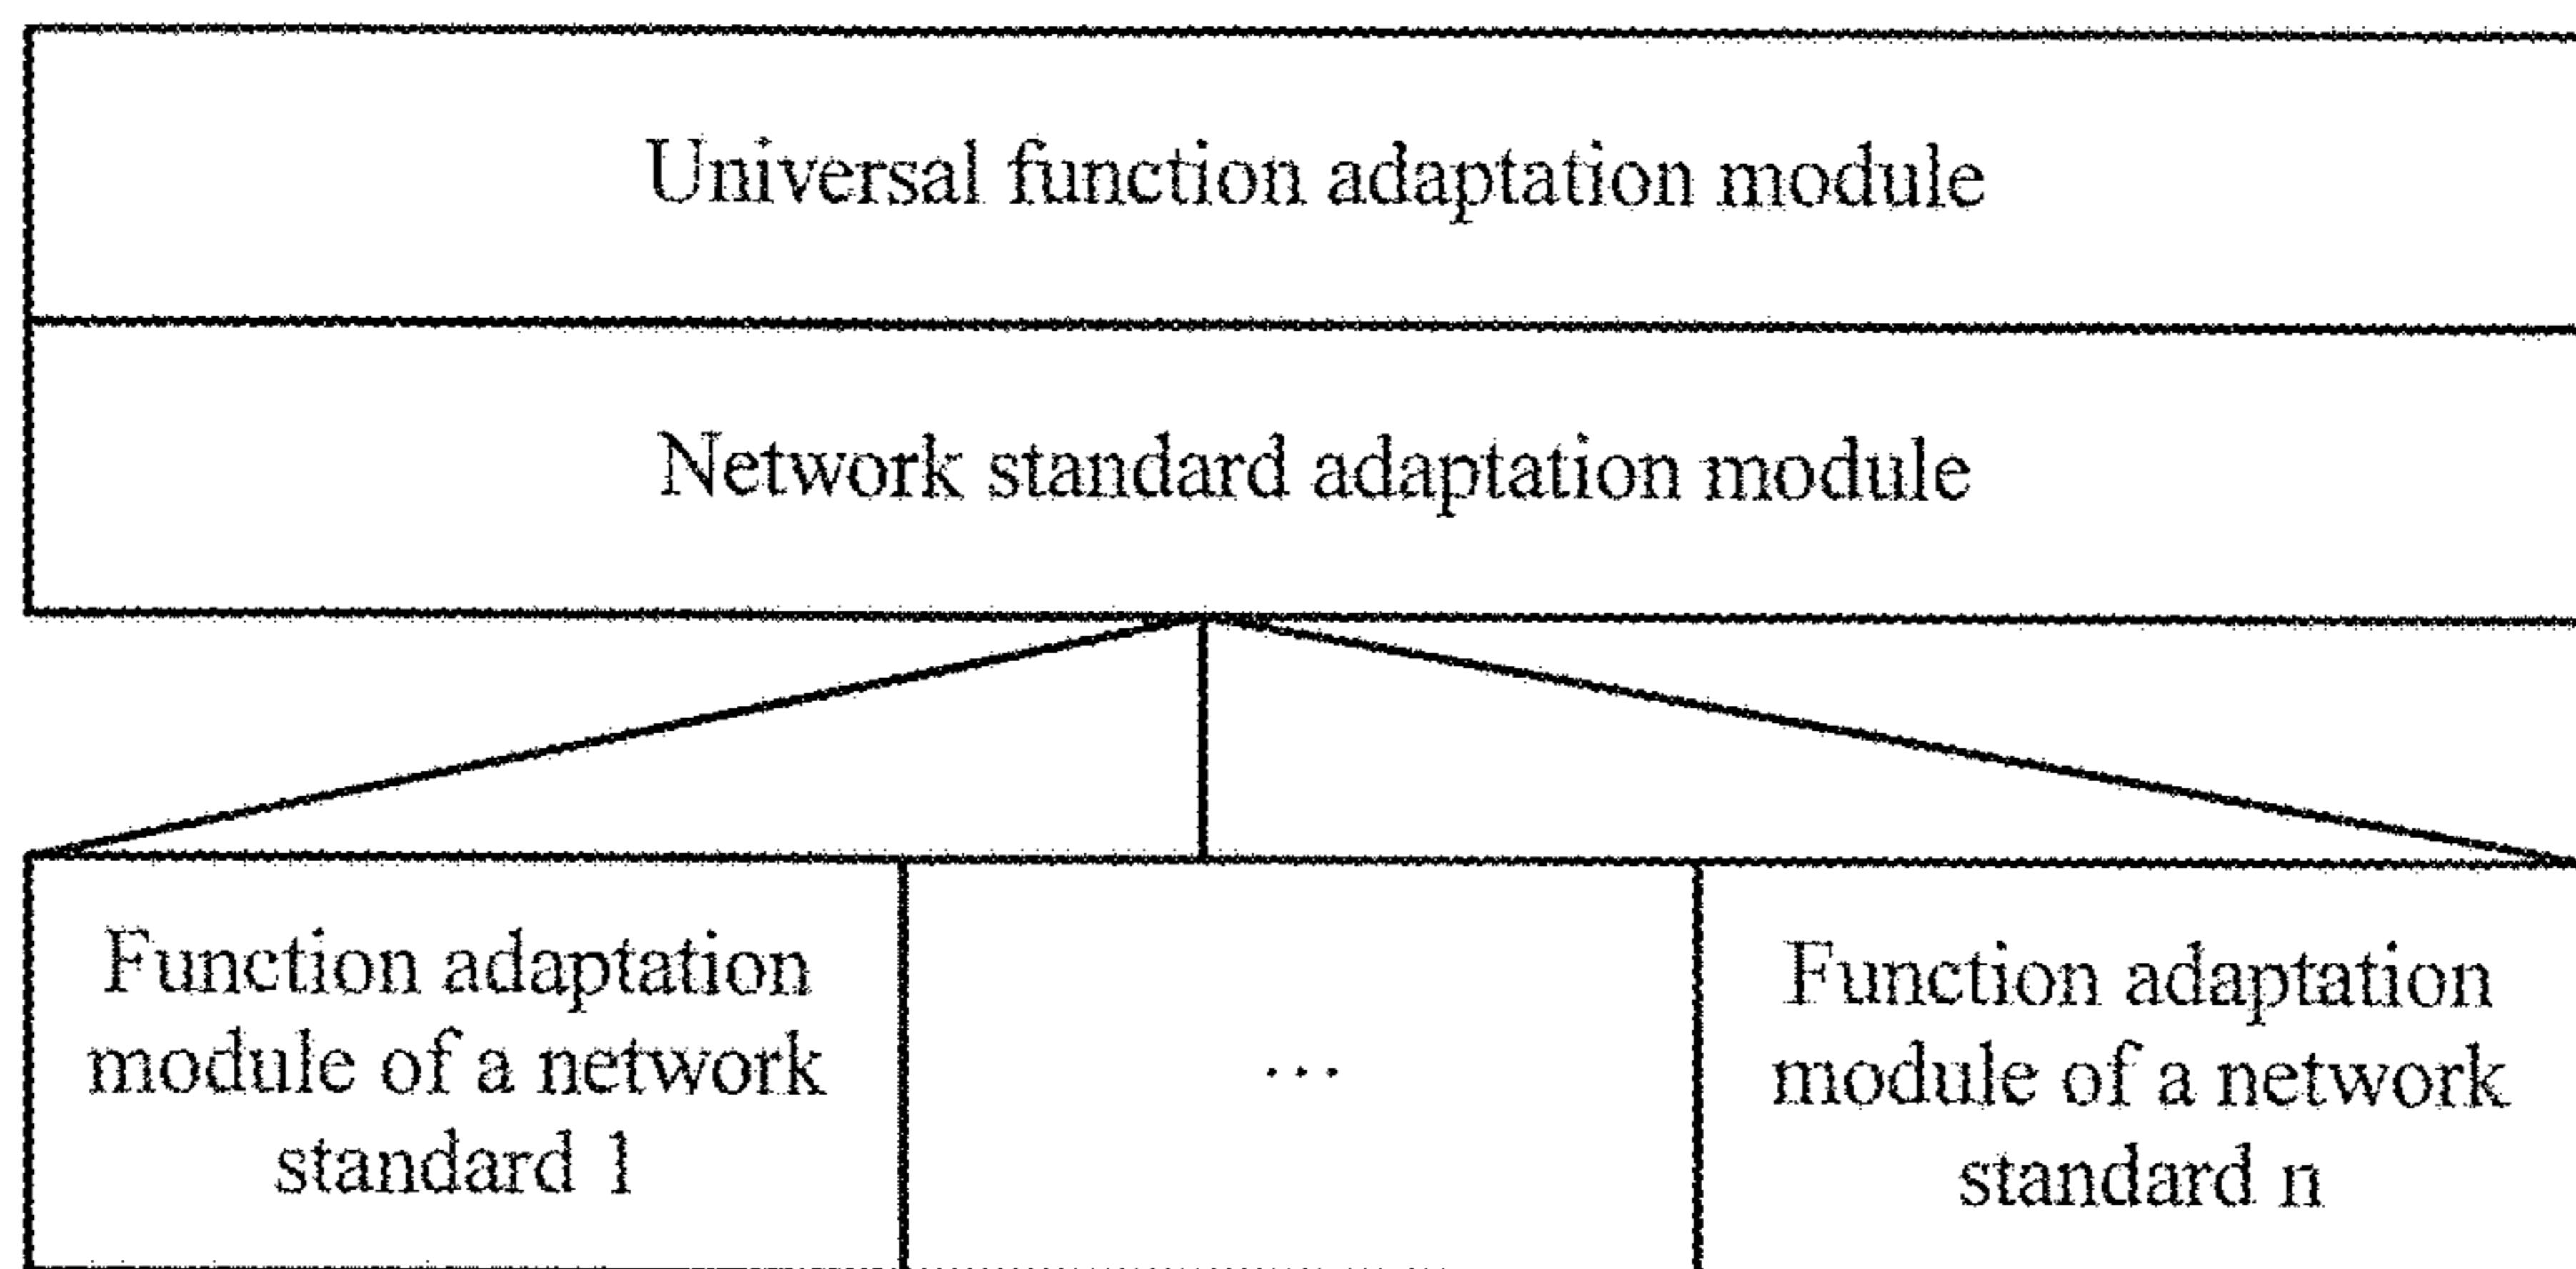 Universal function adaptation module
Network standard adaptation module
Function adaptation
module of a network
standard 1
...
Function adaptation
module of a network
standard n